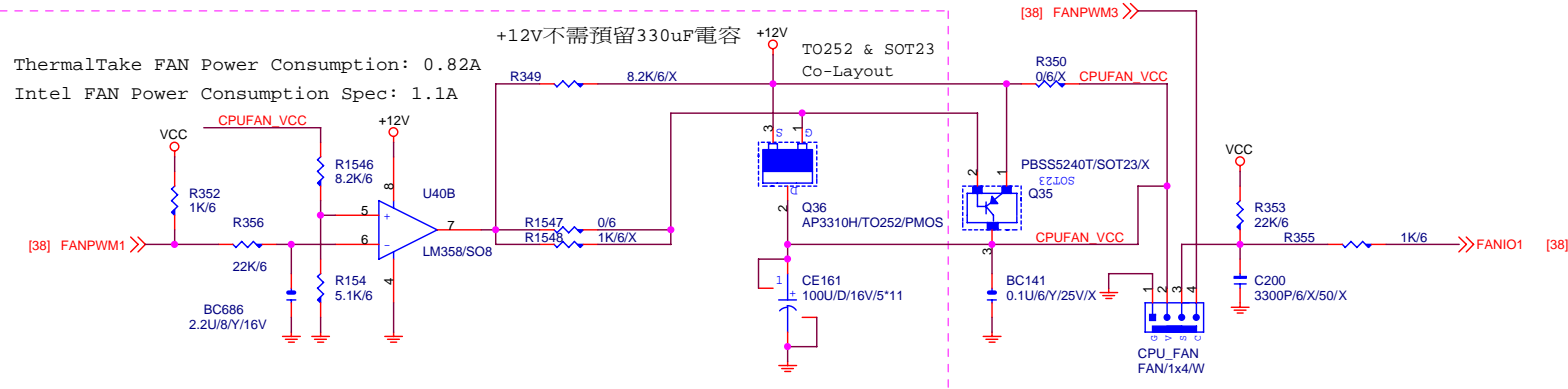 [38] FANPWM3
+12V不需預留330uF電容
+12V
TO252 & SOT23
Co-Layout
ThermalTake FAN Power Consumption: 0.82A
Intel FAN Power Consumption Spec: 1.1A
R349
8.2K/6/X
R350
0/6/X
CPUFAN_VCC
CPUFAN_VCC
VCC
+12V
R1546
8.2K/6
R352
1K/6
R356
22K/6
[38] FANPWM1
BC686
2.2U/8/Y/16V
R154
5.1K/6
U40B
LM358/SO8
5
6
7
8
4
+
−
R1547
0/6
R1548
1K/6/X
3
S
1
G
D
2
Q36
AP3310H/TO252/PMOS
CE161
100U/D/16V/5*11
1
+
PBSS5240T/SOT23/X
SOT23
Q35
2
1
3
CPUFAN_VCC
BC141
0.1U/6/Y/25V/X
VCC
R353
22K/6
R355
1K/6
FANIO1
[38]
C200
3300P/6/X/50/X
1
2
3
4
G
V
S
C
CPU_FAN
FAN/1x4/W